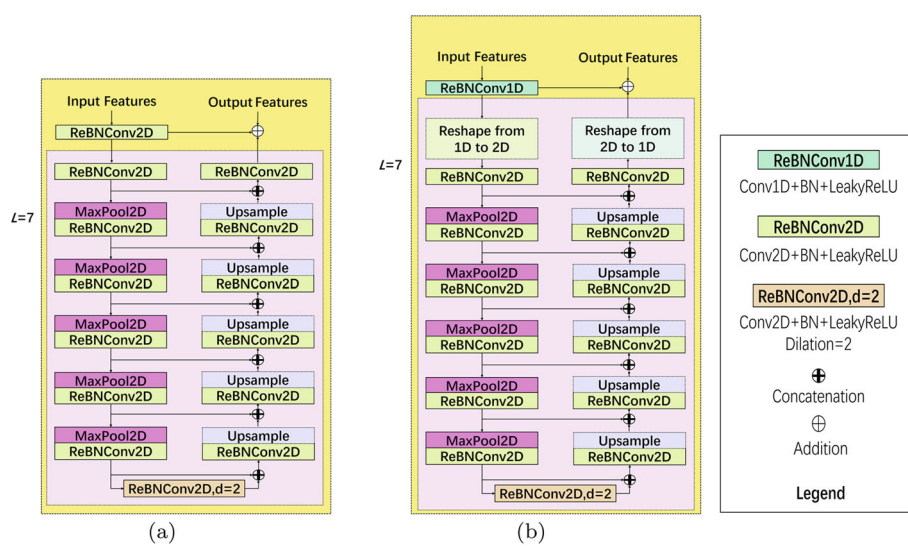 Input Features
Output Features
ReBNConv2D
ReBNConv2D
ReBNConv2D
L=7
MaxPool2D
Upsample
ReBNConv2D
ReBNConv2D
MaxPool2D
Upsample
ReBNConv2D
ReBNConv2D
MaxPool2D
Upsample
ReBNConv2D
ReBNConv2D
MaxPool2D
Upsample
ReBNConv2D
ReBNConv2D
MaxPool2D
Upsample
ReBNConv2D
ReBNConv2D
ReBNConv2D,d=2
(a)
Input Features
Output Features
ReBNConv1D
Reshape from
1D to 2D
Reshape from
2D to 1D
L=7
ReBNConv2D
ReBNConv2D
MaxPool2D
Upsample
ReBNConv2D
ReBNConv2D
MaxPool2D
Upsample
ReBNConv2D
ReBNConv2D
MaxPool2D
Upsample
ReBNConv2D
ReBNConv2D
MaxPool2D
Upsample
ReBNConv2D
ReBNConv2D
MaxPool2D
Upsample
ReBNConv2D
ReBNConv2D
ReBNConv2D,d=2
(b)
ReBNConv1D
Conv1D+BN+LeakyReLU
ReBNConv2D
Conv2D+BN+LeakyReLU
ReBNConv2D,d=2
Conv2D+BN+LeakyReLU
Dilation=2
Concatenation
Addition
Legend